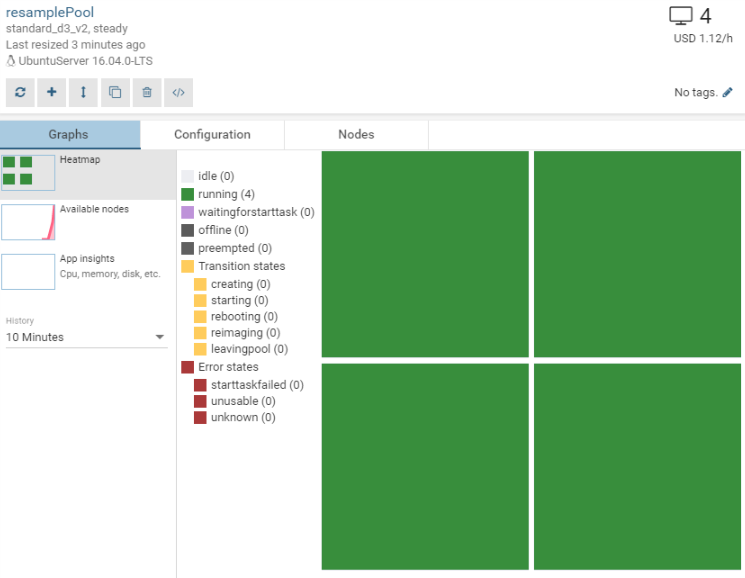 resamplePool
standard_d3_v2, steady
Last resized 3 minutes ago
UbuntuServer 16.04.0-LTS
4
USD 1.12/h
No tags.
Graphs
Configuration
Nodes
Heatmap
Available nodes
App insights
Cpu, memory, disk, etc.
History
10 Minutes
idle (0)
running (4)
waitingforstarttask (0)
offline (0)
preempted (0)
Transition states
creating (0)
starting (0)
rebooting (0)
reimaging (0)
leavingpool (0)
Error states
starttaskfailed (0)
unusable (0)
unknown (0)